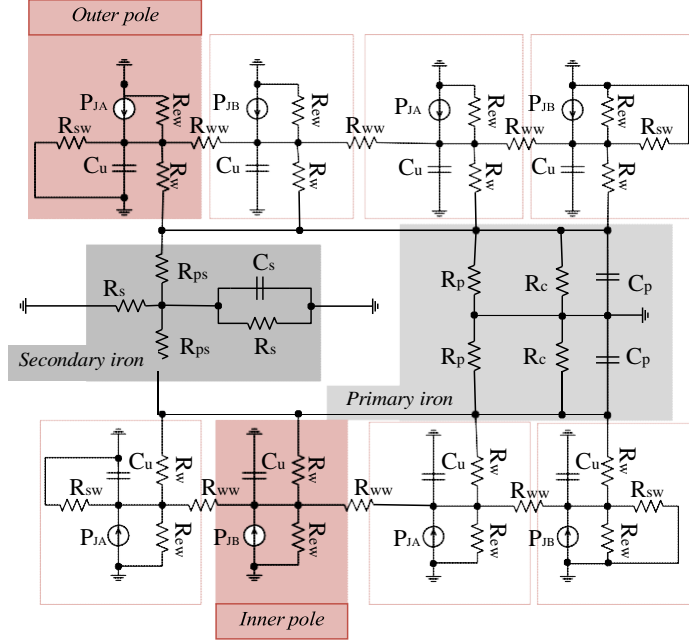 Outer pole
PJA
Rew
PJB
Rew
PJA
Rew
PJB
Rew
Rsw
Rww
Rww
Rww
Rsw
Cu
Rw
Cu
Rw
Cu
Rw
Cu
Rw
Rps
Cs
Rs
Rp
Rc
Cp
Rs
Rps
Secondary iron
Rp
Rc
Cp
Primary iron
Cu
Rw
Cu
Rw
Cu
Rw
Cu
Rw
Rsw
Rww
Rww
Rww
Rsw
PJA
Rew
PJB
Rew
PJA
Rew
PJB
Rew
Inner pole